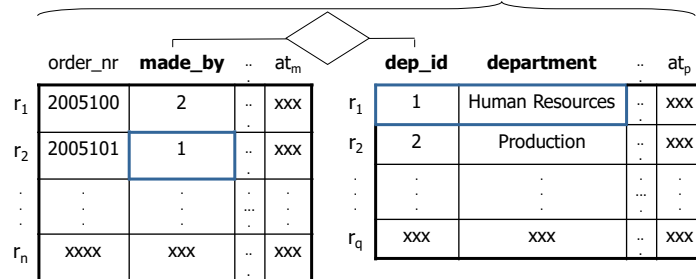 order_nr made_by .. . atm dep_id department .. . atp
r1 2005100 2 .. . xxx r1 1 Human Resources .. . xxx
r2 2005101 1 .. . xxx r2 2 Production .. . xxx
. . . . . . . . . ... . . . . . . . . . . . . . . . . ... . . . .
rn xxxx xxx .. . xxx rq xxx xxx .. . xxx